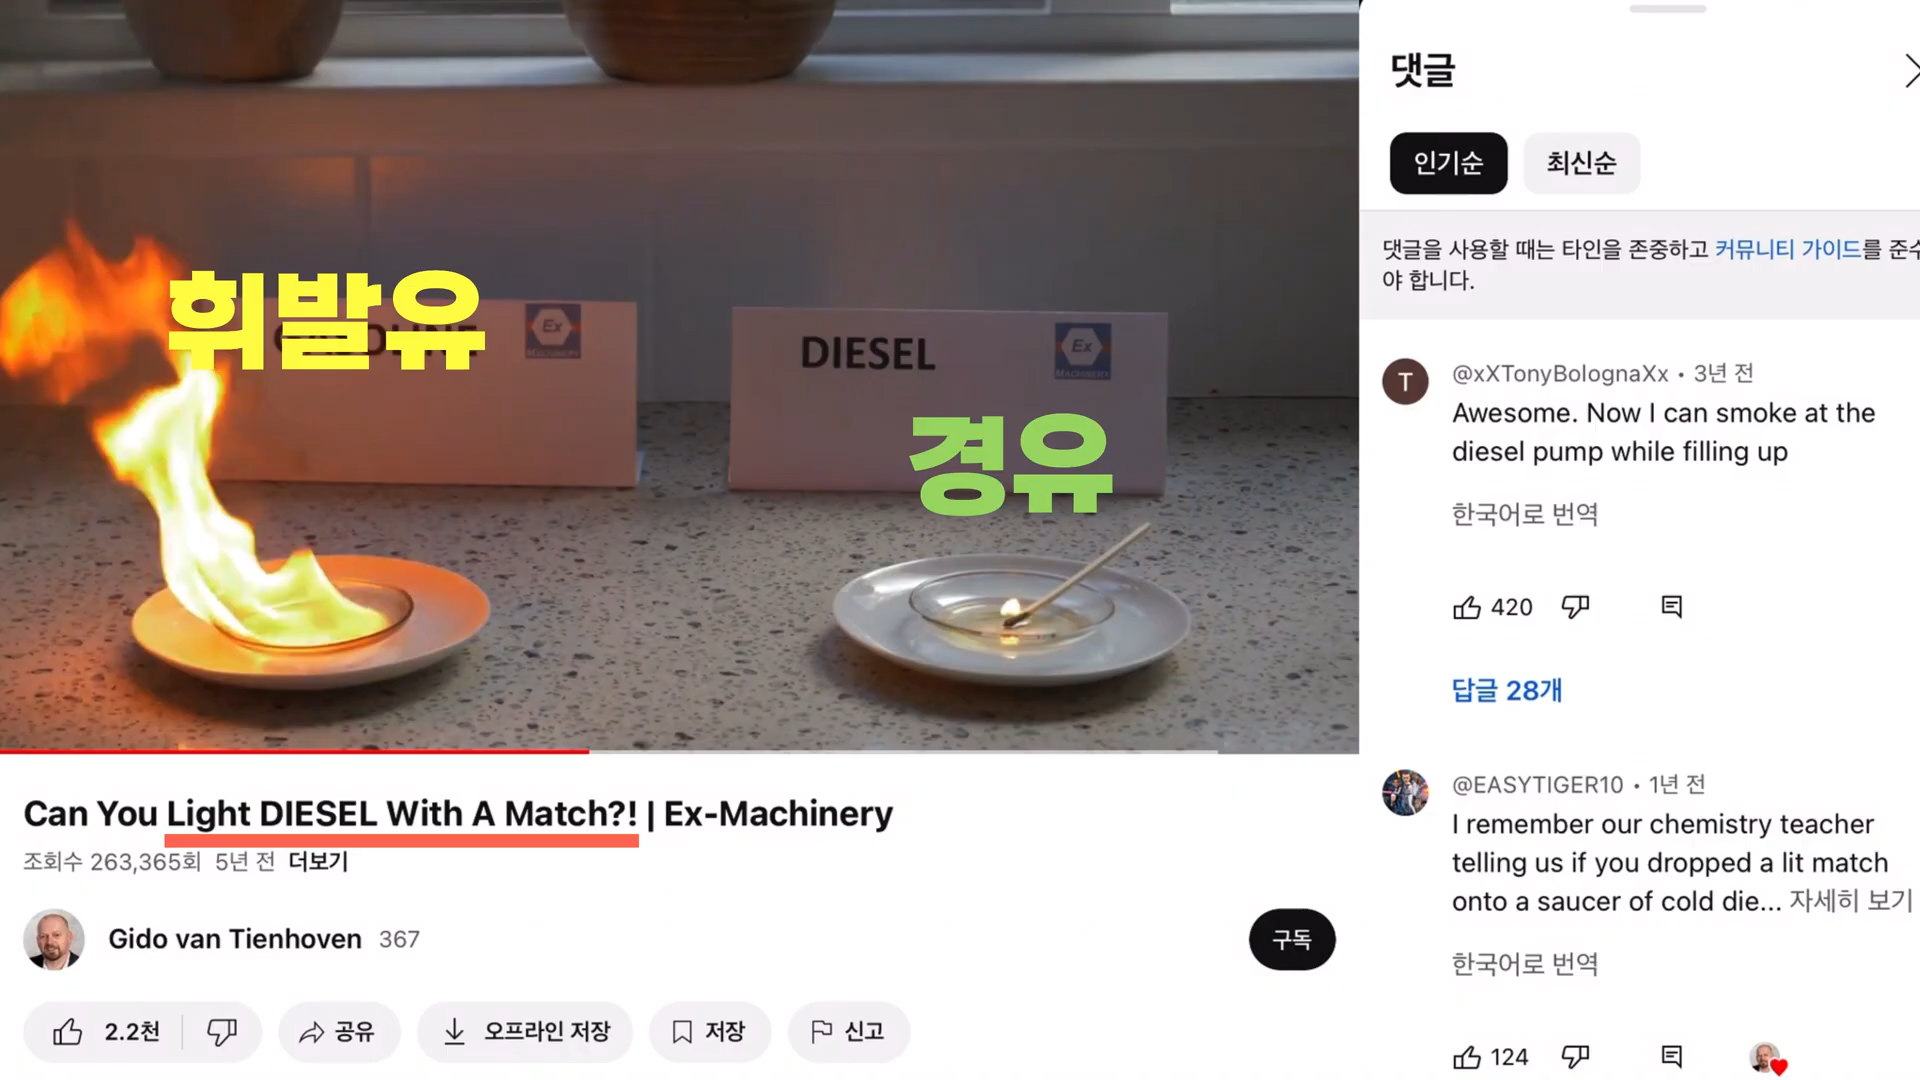 휘발유
Ex
MACHINERY
DIESEL
Ex
MACHINERY
경유
Can You Light DIESEL With A Match?! | Ex-Machinery
조회수 263,365회 5년 전 더보기
Gido van Tienhoven 367
구독
2.2천
공유
오프라인 저장
저장
신고
댓글
인기순
최신순
댓글을 사용할 때는 타인을 존중하고 커뮤니티 가이드를 준수
야 합니다.
T
@xXTonyBolognaXx • 3년 전
Awesome. Now I can smoke at the
diesel pump while filling up
한국어로 번역
420
답글 28개
@EASYTIGER10 • 1년 전
I remember our chemistry teacher
telling us if you dropped a lit match
onto a saucer of cold die... 자세히 보기
한국어로 번역
124